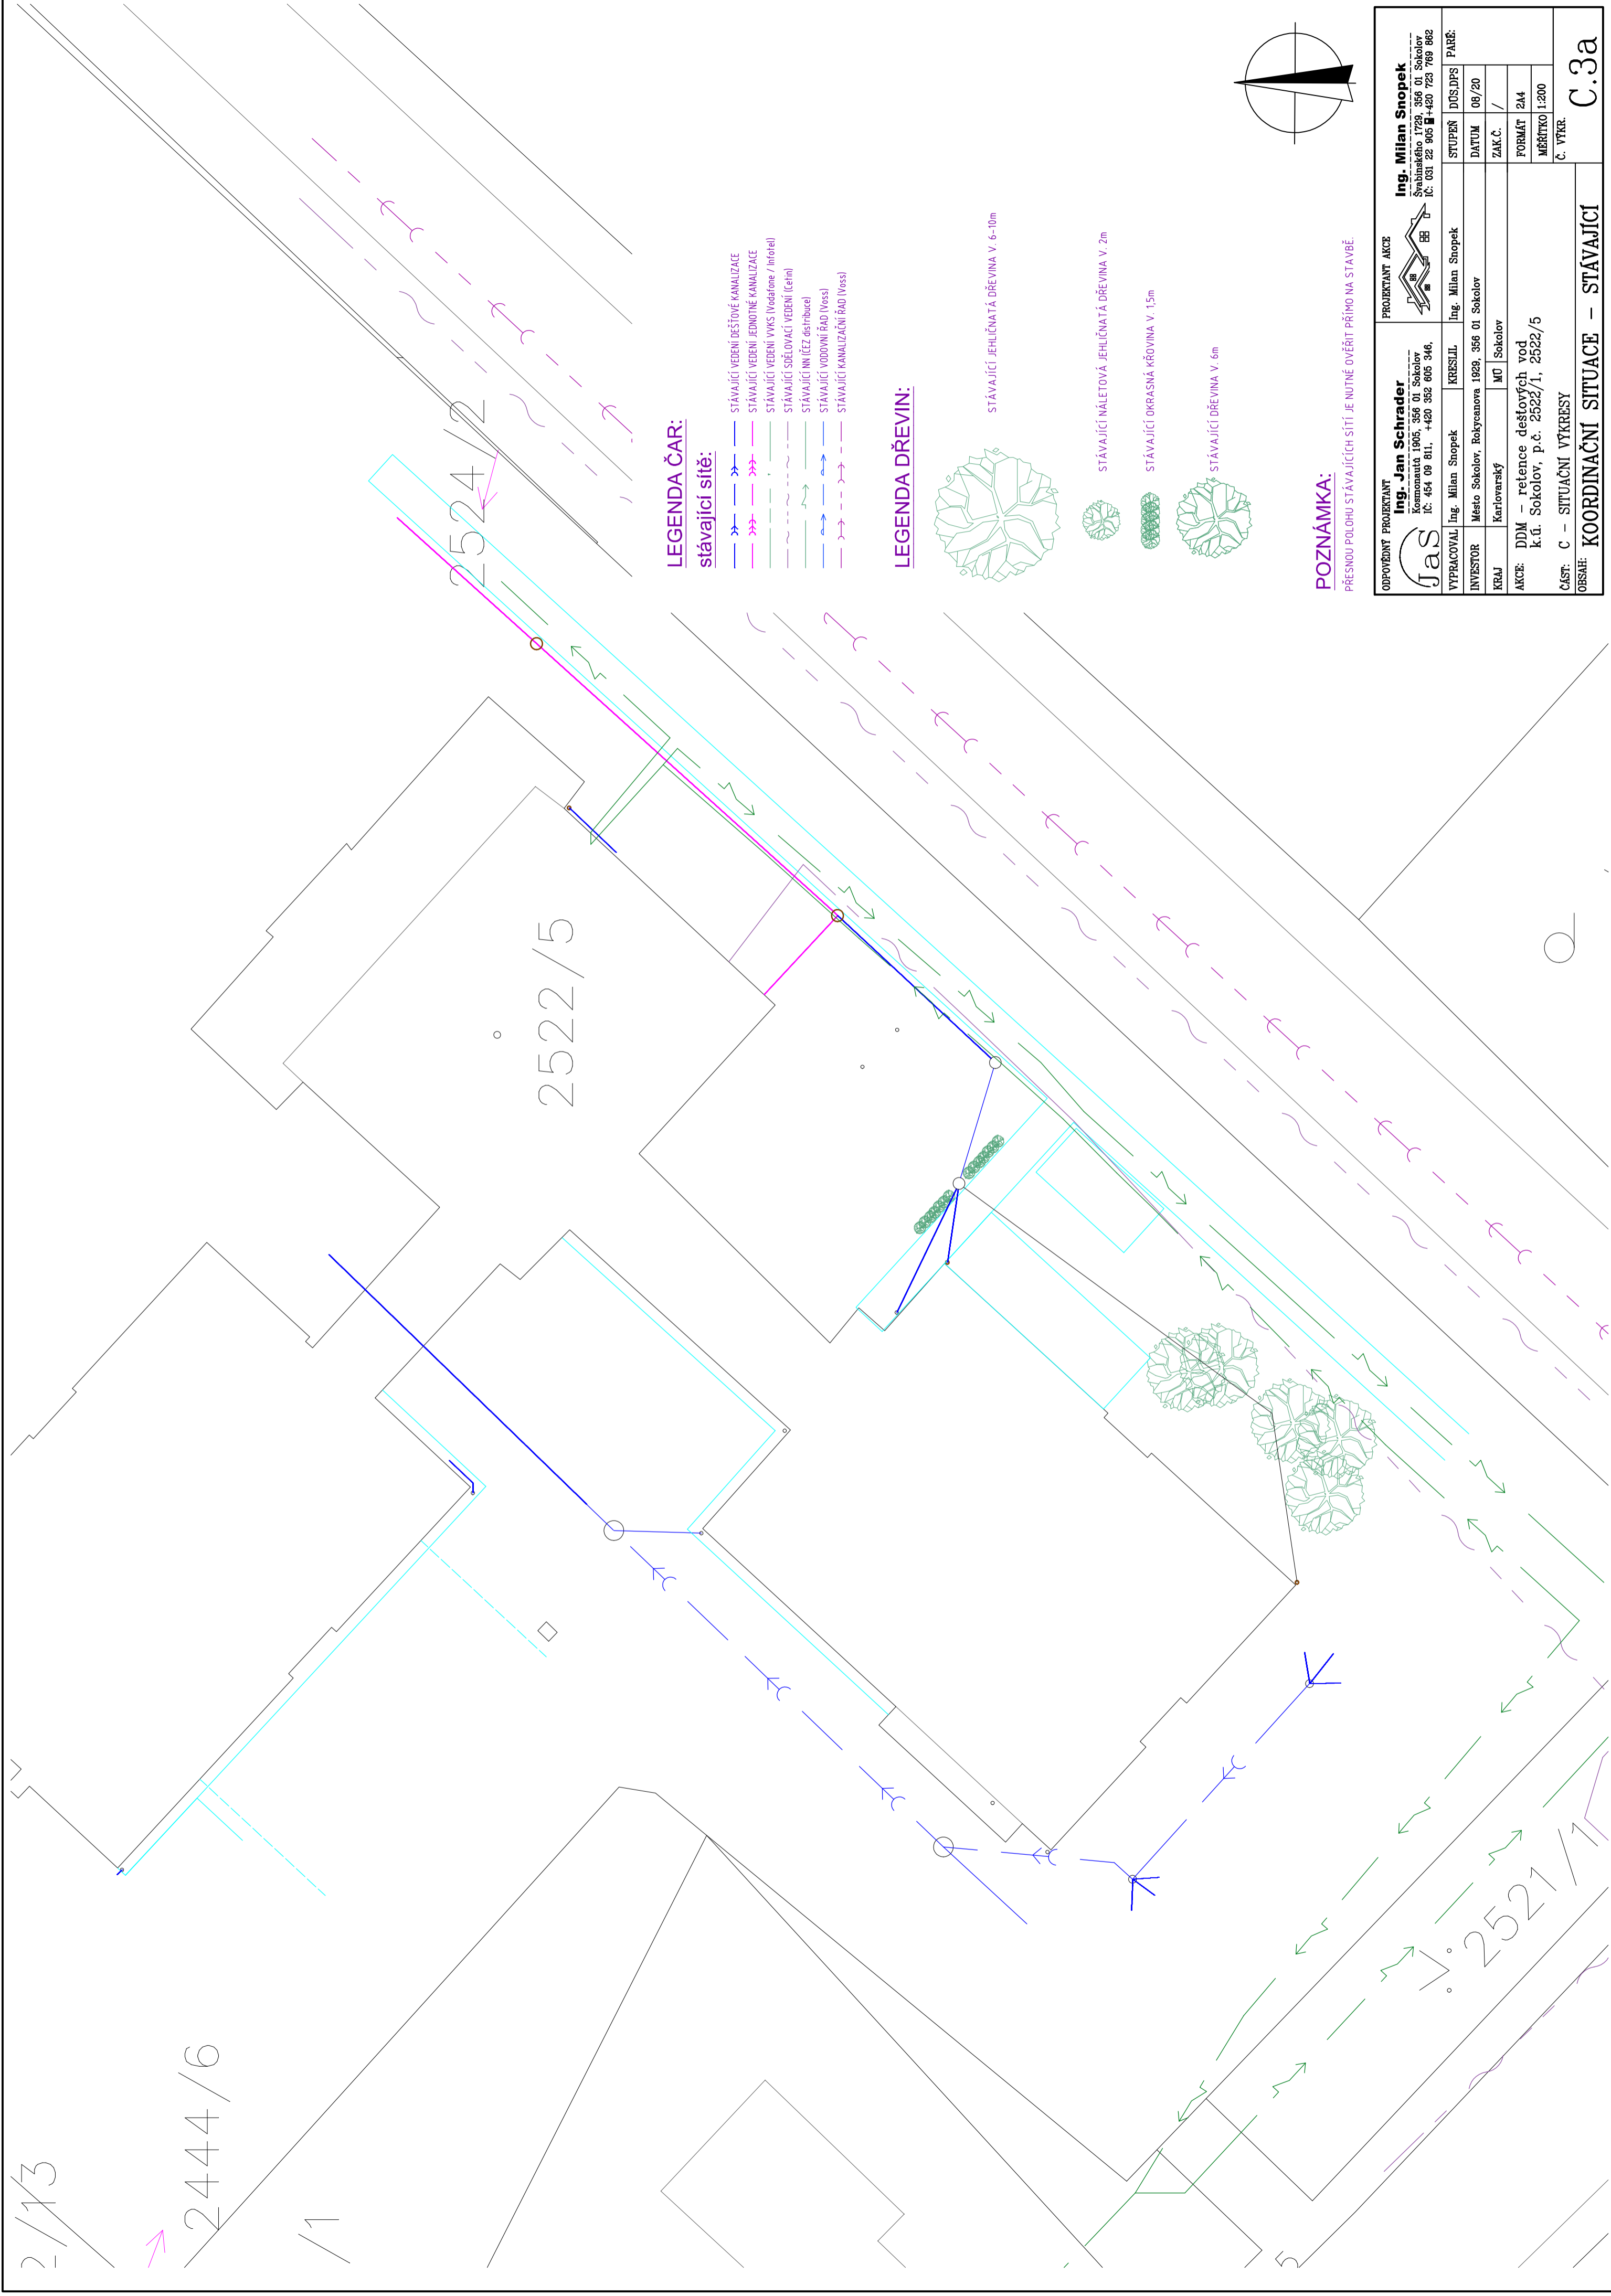 2/13
2444/6
/1
2522/5
2524/2
2521/1
5
LEGENDA ČAR:
stávající sítě:
STÁVAJÍCÍ VEDENÍ DEŠŤOVÉ KANALIZACE
STÁVAJÍCÍ VEDENÍ JEDNOTNÉ KANALIZACE
STÁVAJÍCÍ VEDENÍ VVKS (Vodafone / Infotel)
STÁVAJÍCÍ SDĚLOVACÍ VEDENÍ (Cetin)
STÁVAJÍCÍ NN (ČEZ distribuce)
STÁVAJÍCÍ VODOVNÍ ŘAD (Voss)
STÁVAJÍCÍ KANALIZAČNÍ ŘAD (Voss)
LEGENDA DŘEVIN:
STÁVAJÍCÍ JEHLIČNATÁ DŘEVINA V. 6-10m
STÁVAJÍCÍ NÁLETOVÁ JEHLIČNATÁ DŘEVINA V. 2m
STÁVAJÍCÍ OKRASNÁ KŘOVINA V. 1,5m
STÁVAJÍCÍ DŘEVINA V. 6m
POZNÁMKA:
PŘESNOU POLOHU STÁVAJÍCÍCH SÍTÍ JE NUTNÉ OVĚŘIT PŘÍMO NA STAVBĚ.
ODPOVĚDNÝ PROJEKTANT
JaS
Ing. Jan Schrader
Kosmonautů 1905, 356 01 Sokolov
IČ: 454 09 811, +420 352 605 346,
PROJEKTANT AKCE
Ing. Milan Snopek
Švabinského 1729, 356 01 Sokolov
IČ: 031 22 905 +420 723 769 862
VYPRACOVAL Ing. Milan Snopek KRESLIL Ing. Milan Snopek STUPEŇ DÚS,DPS PARÉ:
INVESTOR Město Sokolov, Rokycanova 1929, 356 01 Sokolov DATUM 08/20
KRAJ Karlovarský MÚ Sokolov ZAK.Č. /
AKCE: DDM - retence dešťových vod FORMÁT 2A4
k.ú. Sokolov, p.č. 2522/1, 2522/5 MĚŘÍTKO 1:200
ČÁST: C - SITUAČNÍ VÝKRESY Č. VÝKR.
OBSAH: KOORDINAČNÍ SITUACE - STÁVAJÍCÍ C.3a